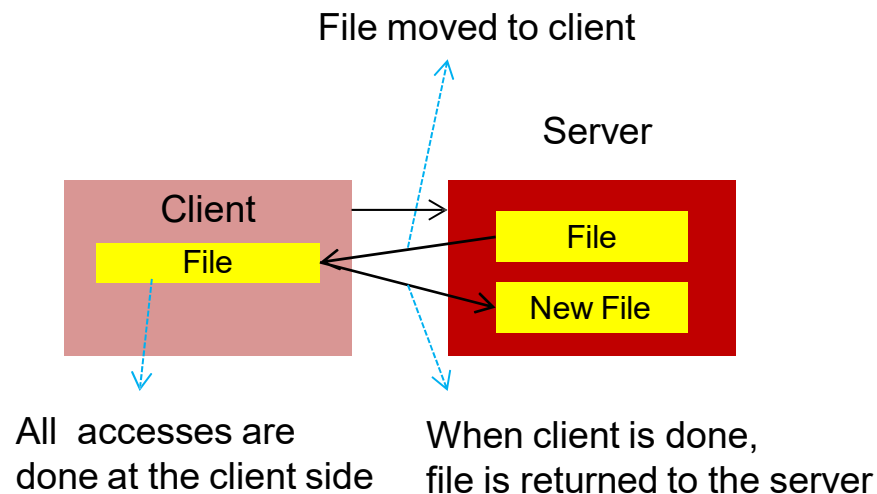 File moved to client
Server
Client
File
File
New File
All accesses are
done at the client side
When client is done,
file is returned to the server